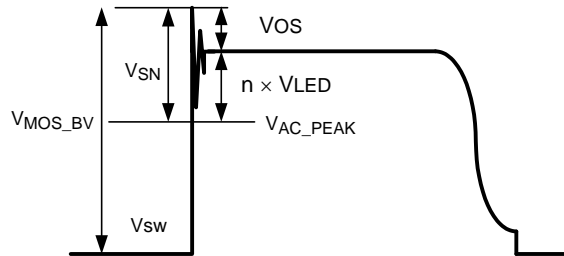 VOS
VSN
n × VLED
VMOS_BV
VAC_PEAK
Vsw